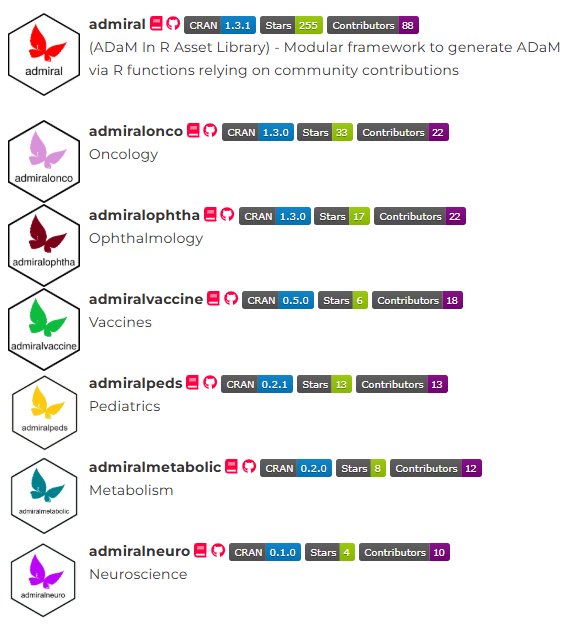 admiral CRAN 1.3.1 Stars 255 Contributors 88
(ADaM In R Asset Library) - Modular framework to generate ADaM
via R functions relying on community contributions
admiral
admiralonco CRAN 1.3.0 Stars 33 Contributors 22
Oncology
admiralonco
admiralophtha CRAN 1.3.0 Stars 17 Contributors 22
Ophthalmology
admiralophtha
admiralvaccine CRAN 0.5.0 Stars 6 Contributors 18
Vaccines
admiralvaccine
admiralpeds CRAN 0.2.1 Stars 13 Contributors 13
Pediatrics
admiralpeds
admiralmetabolic CRAN 0.2.0 Stars 8 Contributors 12
Metabolism
admiralmetabolic
admiralneuro CRAN 0.1.0 Stars 4 Contributors 10
Neuroscience
admiralneuro